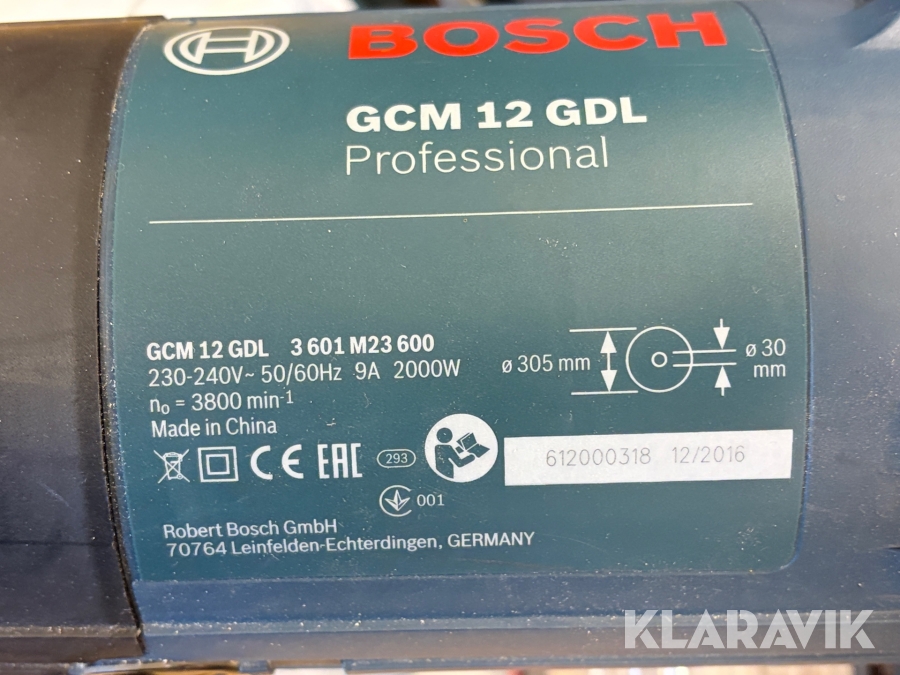 BOSCH
GCM 12 GDL
Professional
GCM 12 GDL 3 601 M23 600
230-240V~ 50/60Hz 9A 2000W
n₀ = 3800 min⁻¹
Made in China
ø 305 mm
ø 30
mm
CE EAC 293
001
612000318 12/2016
Robert Bosch GmbH
70764 Leinfelden-Echterdingen, GERMANY
KLARAVIK